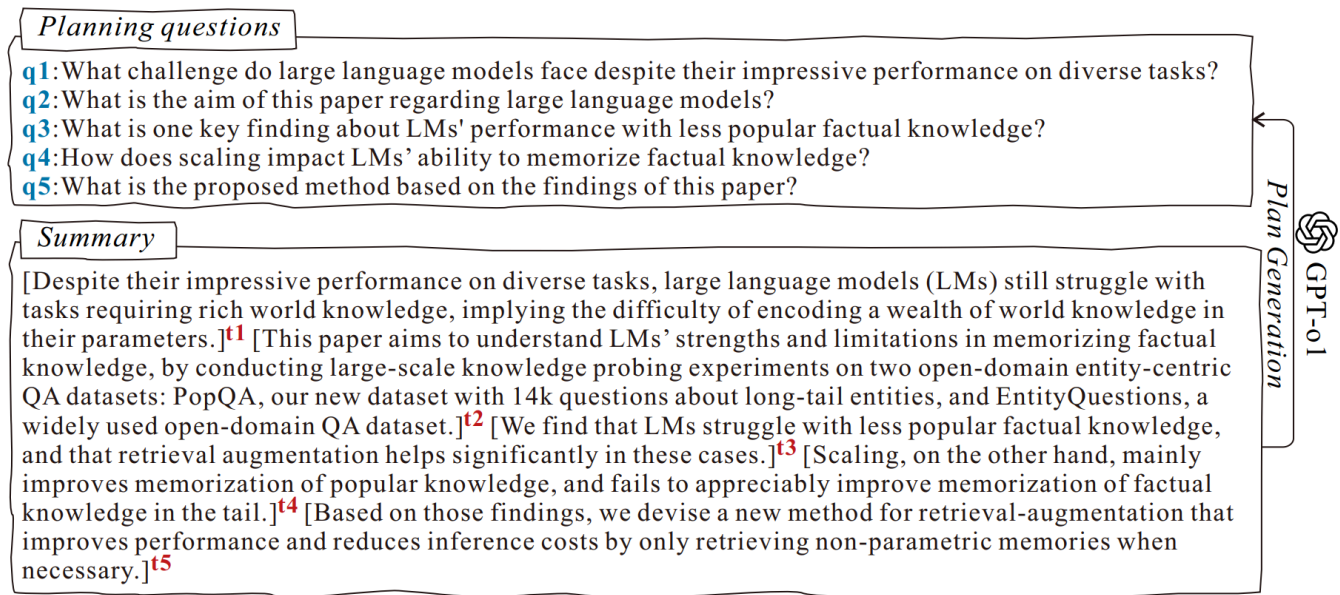 Planning questions
q1:What challenge do large language models face despite their impressive performance on diverse tasks?
q2:What is the aim of this paper regarding large language models?
q3:What is one key finding about LMs' performance with less popular factual knowledge?
q4:How does scaling impact LMs’ ability to memorize factual knowledge?
q5:What is the proposed method based on the findings of this paper?
Summary
[Despite their impressive performance on diverse tasks, large language models (LMs) still struggle with
tasks requiring rich world knowledge, implying the difficulty of encoding a wealth of world knowledge in
their parameters.]t1 [This paper aims to understand LMs’ strengths and limitations in memorizing factual
knowledge, by conducting large-scale knowledge probing experiments on two open-domain entity-centric
QA datasets: PopQA, our new dataset with 14k questions about long-tail entities, and EntityQuestions, a
widely used open-domain QA dataset.]t2 [We find that LMs struggle with less popular factual knowledge,
and that retrieval augmentation helps significantly in these cases.]t3 [Scaling, on the other hand, mainly
improves memorization of popular knowledge, and fails to appreciably improve memorization of factual
knowledge in the tail.]t4 [Based on those findings, we devise a new method for retrieval-augmentation that
improves performance and reduces inference costs by only retrieving non-parametric memories when
necessary.]t5
Plan Generation
GPT-o1